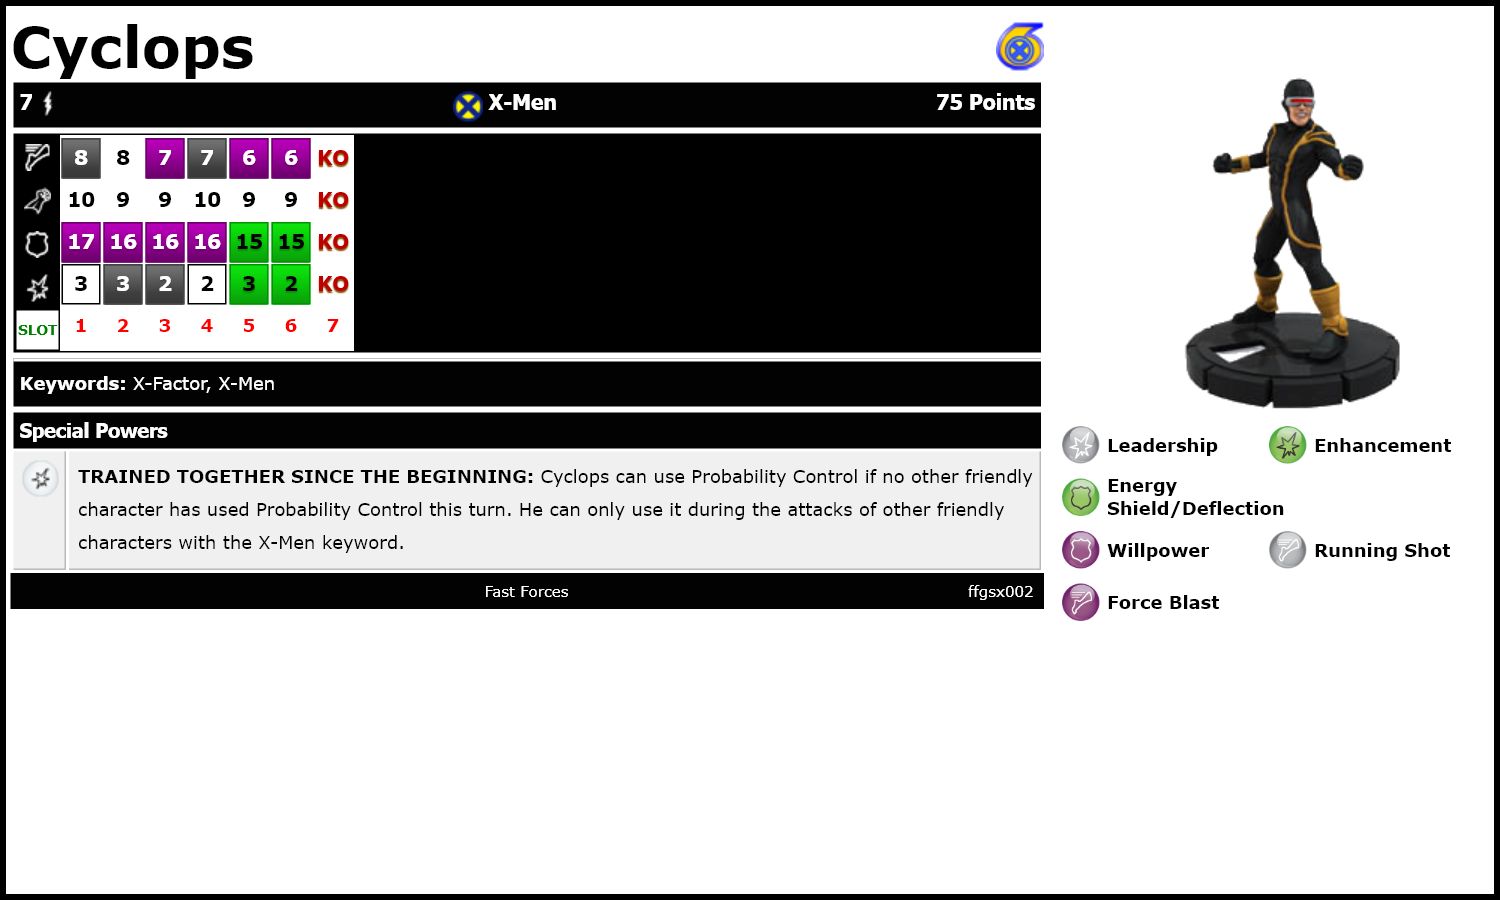 Cyclops
7 X-Men 75 Points
8 8 7 7 6 6 KO
10 9 9 10 9 9 KO
17 16 16 16 15 15 KO
3 3 2 2 3 2 KO
SLOT 1 2 3 4 5 6 7
Keywords: X-Factor, X-Men
Special Powers
TRAINED TOGETHER SINCE THE BEGINNING: Cyclops can use Probability Control if no other friendly
character has used Probability Control this turn. He can only use it during the attacks of other friendly
characters with the X-Men keyword.
Fast Forces ffgsx002
Leadership Enhancement
Energy
Shield/Deflection
Willpower Running Shot
Force Blast